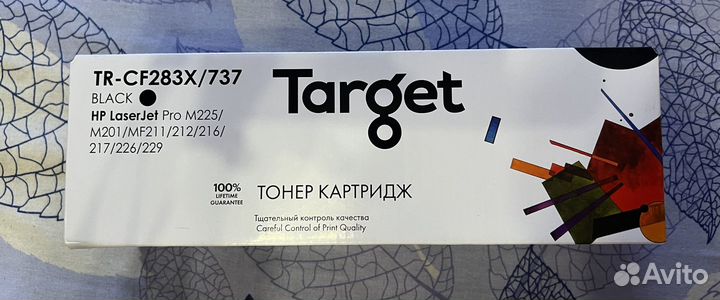 TR-CF283X/737
BLACK
HP LaserJet Pro M225/
M201/MF211/212/216/
217/226/229
Target
100%
LIFETIME
GUARANTEE
ТОНЕР КАРТРИДЖ
Тщательный контроль качества
Careful Control of Print Quality
Avito